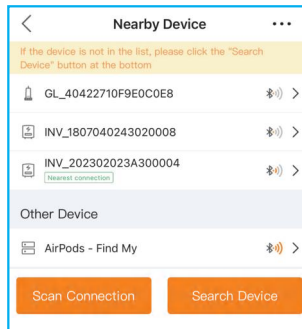 Nearby Device
If the device is not in the list, please click the "Search
Device" button at the bottom
GL_40422710F9E0C0E8
INV_1807040243020008
INV_202302023A300004
Nearest connection
Other Device
AirPods - Find My
Scan Connection
Search Device